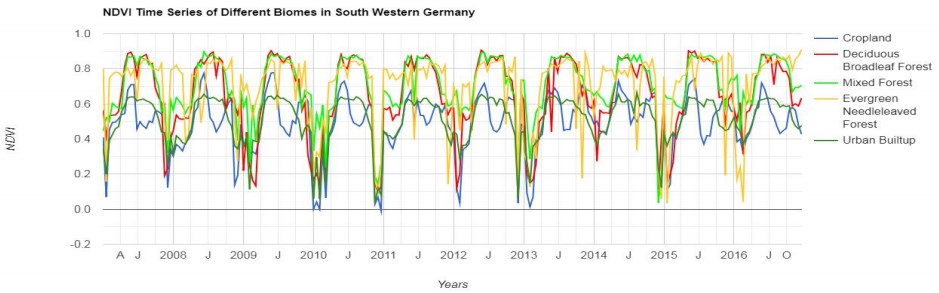 NDVI Time Series of Different Biomes in South Western Germany
1.0
0.8
0.6
0.4
0.2
0.0
-0.2
NDVI
A J 2008 J 2009 J 2010 O 2011 J 2012 J 2013 J 2014 J 2015 J 2016 J O
Years
Cropland
Deciduous
Broadleaf Forest
Mixed Forest
Evergreen
Needleleaved
Forest
Urban Builtup